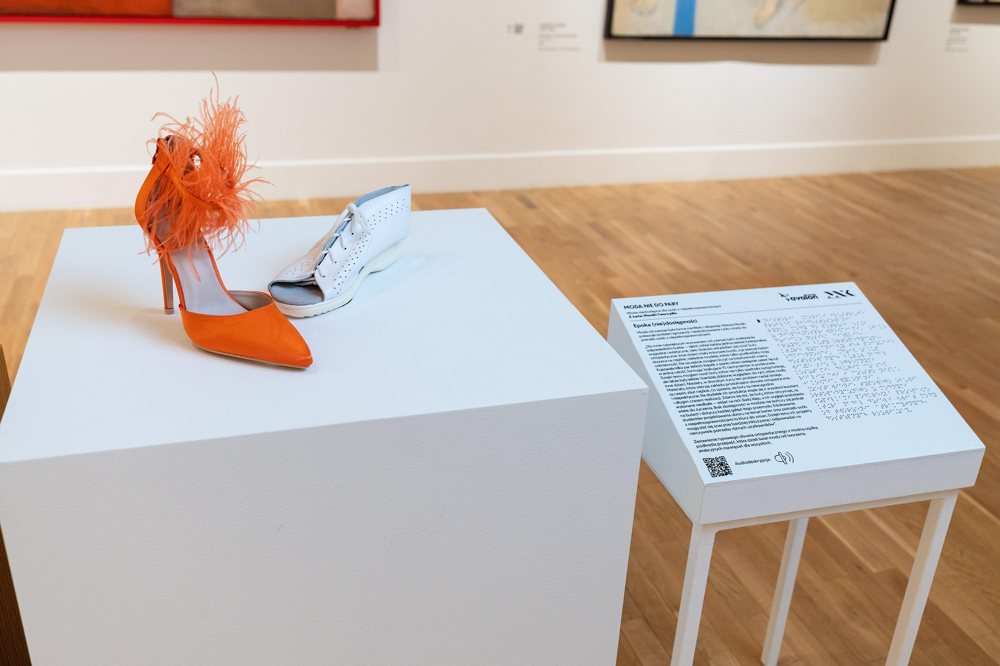 MODA NIE DO PARY
Moda niedostępna dla osób z niepełnosprawnościami
Z życia: Moniki Tworzydło
avalon
Epoka (nie)dostępności
Moda od zawsze była formą manifestu i ekspresji. Historia Moniki
pokazuje problem ignorancji i niedostosowania rynku mody do
potrzeb osób z niepełnosprawnościami:
„Dla mnie największym wyzwaniem od zawsze było znalezienie
odpowiednich butów – takich, które byłyby jednocześnie funkcjonalne,
wygodne i estetyczne. Jako dziecko wstydziłam się nosić buty
ortopedyczne. Inne dzieci miały kolorowe buciki, a ja zawsze byłam
skazana na ciężkie, nieładne modele, które tylko podkreślały moją
odmienność. Na szczęście mogłam liczyć na kreatywność mamy.
Kupowała kilka par lekkich klapek z pianki, które następnie szewc łączył
w jedną całość, formując brakujące 10 centymetrów w podeszwie.
Dzięki temu mogłam nosić buty, które nie tylko spełniały swoją funkcję,
ale także były lekkie i bardziej zbliżone wyglądem do tych, które nosiły
inne dzieci. Niestety, w dorosłym życiu ten problem nadal istnieje.
Materiały, które oferują zakłady produkujące obuwie ortopedyczne,
są często zbyt ciężkie, co sprawia, że buty są niewygodne
i niepraktyczne. Na dodatek ich produkcja wiąże się z wysokimi kosztami
i długim czasem realizacji. Zdarza się też, że buty, które otrzymuję, są
wykonane niedbale – widać na nich ślady kleju, a ich wygląd pozostawia
wiele do życzenia. Brak dostępności w modzie nie kończy się jednak
na butach i dotyczy każdej gałęzi tego przemysłu. Edukowanie
studentów projektowania ubioru na temat barier oraz potrzeb osób
z niepełnosprawnościami to klucz do zmian. Dzięki temu ich projekty
mogą stać się znacznie bardziej inkluzywne i odpowiadać na
rzeczywiste potrzeby różnych użytkowników”.
Zestawienie typowego obuwia ortopedycznego z modną szpilką
podkreśla przepaść, która dzieli świat mody od tworzenia
atrakcyjnych rozwiązań dla wszystkich.
Audiodeskrypcja: